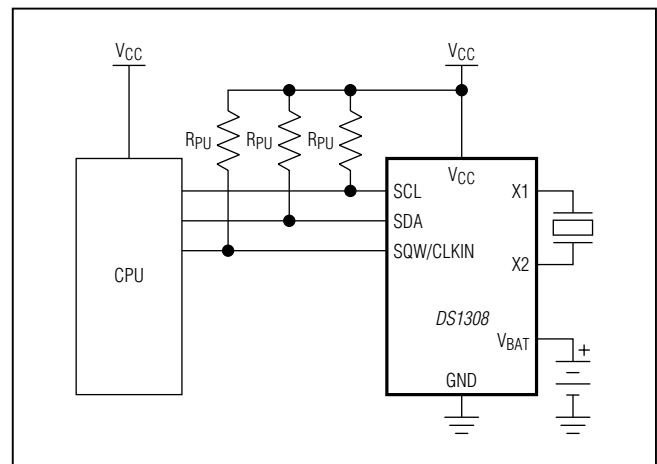 VCC
VCC
RPU
RPU
RPU
VCC
SCL
X1
SDA
SQW/CLKIN
X2
CPU
DS1308
VBAT
+
GND